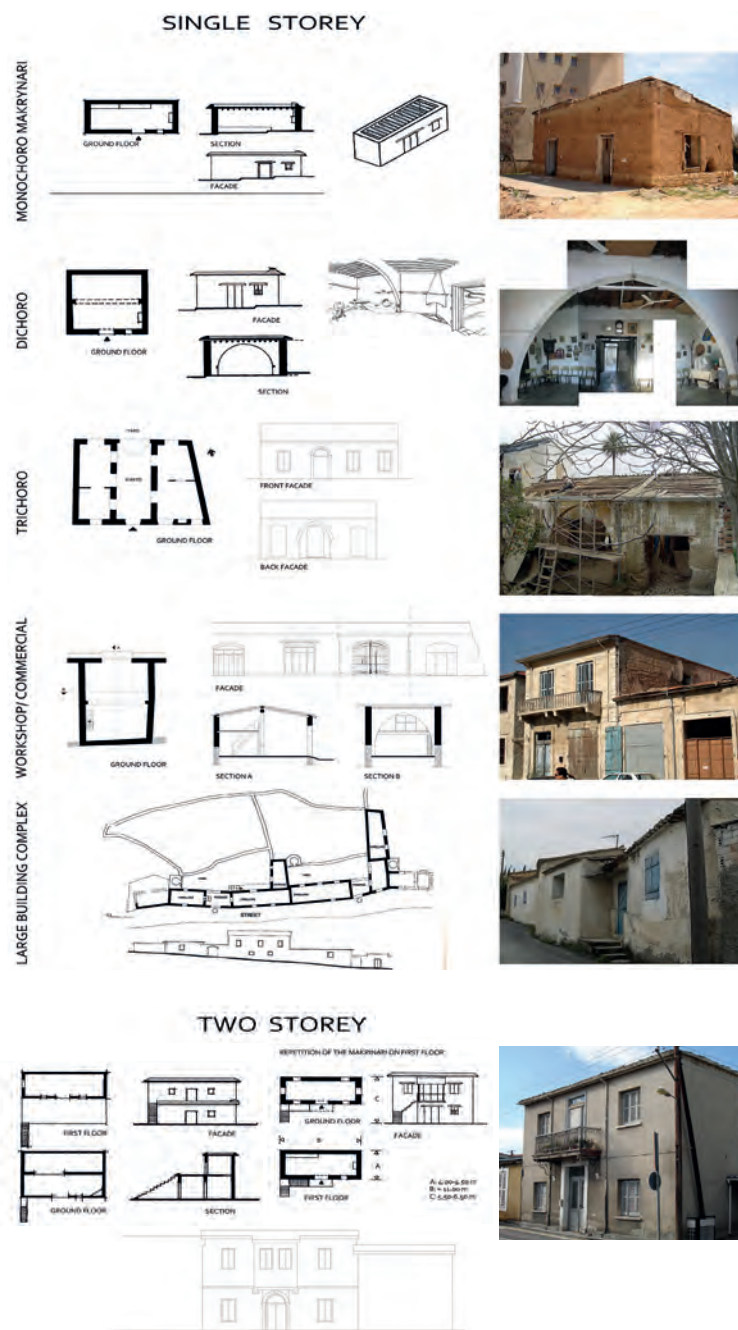 SINGLE STOREY
MONOCHORO MAKRYNARI
GROUND FLOOR
SECTION
FACADE
DICHORO
GROUND FLOOR
FACADE
SECTION
TRICHORO
GROUND FLOOR
FRONT FACADE
BACK FACADE
WORKSHOP/ COMMERCIAL
GROUND FLOOR
FACADE
SECTION A
SECTION B
LARGE BUILDING COMPLEX
STREET
TWO STOREY
REPETITION OF THE MAKRINARI ON FIRST FLOOR
FIRST FLOOR
FACADE
GROUND FLOOR
C
FACADE
GROUND FLOOR
SECTION
B
A
FIRST FLOOR